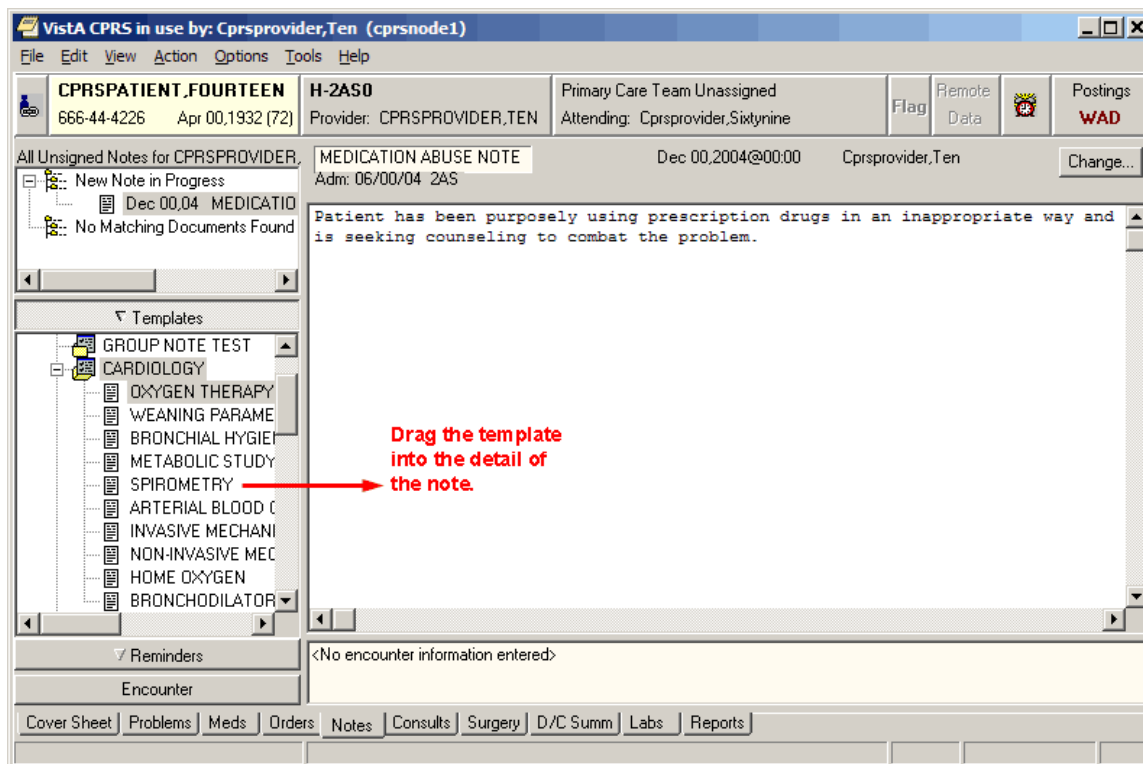 VistA CPRS in use by: Cprsprovider,Ten (cprsnode1)
File Edit View Action Options Tools Help
CPRSPATIENT,FOURTEEN
666-44-4226 Apr 00,1932 (72)
H-2AS0
Provider: CPRSPROVIDER,TEN
Primary Care Team Unassigned
Attending: Cprsprovider,Sixtynine
Flag
Remote
Data
Postings
WAD
All Unsigned Notes for CPRSPROVIDER,
New Note in Progress
Dec 00,04 MEDICATIO
No Matching Documents Found
MEDICATION ABUSE NOTE Dec 00,2004@00:00 Cprsprovider,Ten
Adm: 06/00/04 2AS
Change...
Patient has been purposely using prescription drugs in an inappropriate way and
is seeking counseling to combat the problem.
Templates
GROUP NOTE TEST
CARDIOLOGY
OXYGEN THERAPY
WEANING PARAME
BRONCHIAL HYGIE
METABOLIC STUDY
SPIROMETRY
ARTERIAL BLOOD
INVASIVE MECHANI
NON-INVASIVE MEC
HOME OXYGEN
BRONCHODILATOR
Drag the template
into the detail of
the note.
Reminders
Encounter
<No encounter information entered>
Cover Sheet Problems Meds Orders Notes Consults Surgery D/C Summ Labs Reports